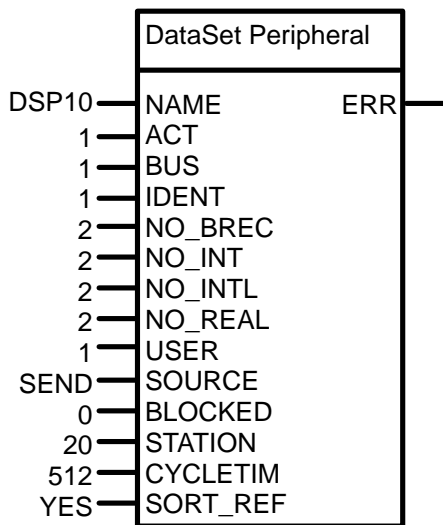 DataSet Peripheral
DSP10 NAME ERR
1 ACT
1 BUS
1 IDENT
2 NO_BREC
2 NO_INT
2 NO_INTL
2 NO_REAL
1 USER
SEND SOURCE
0 BLOCKED
20 STATION
512 CYCLETIM
YES SORT_REF